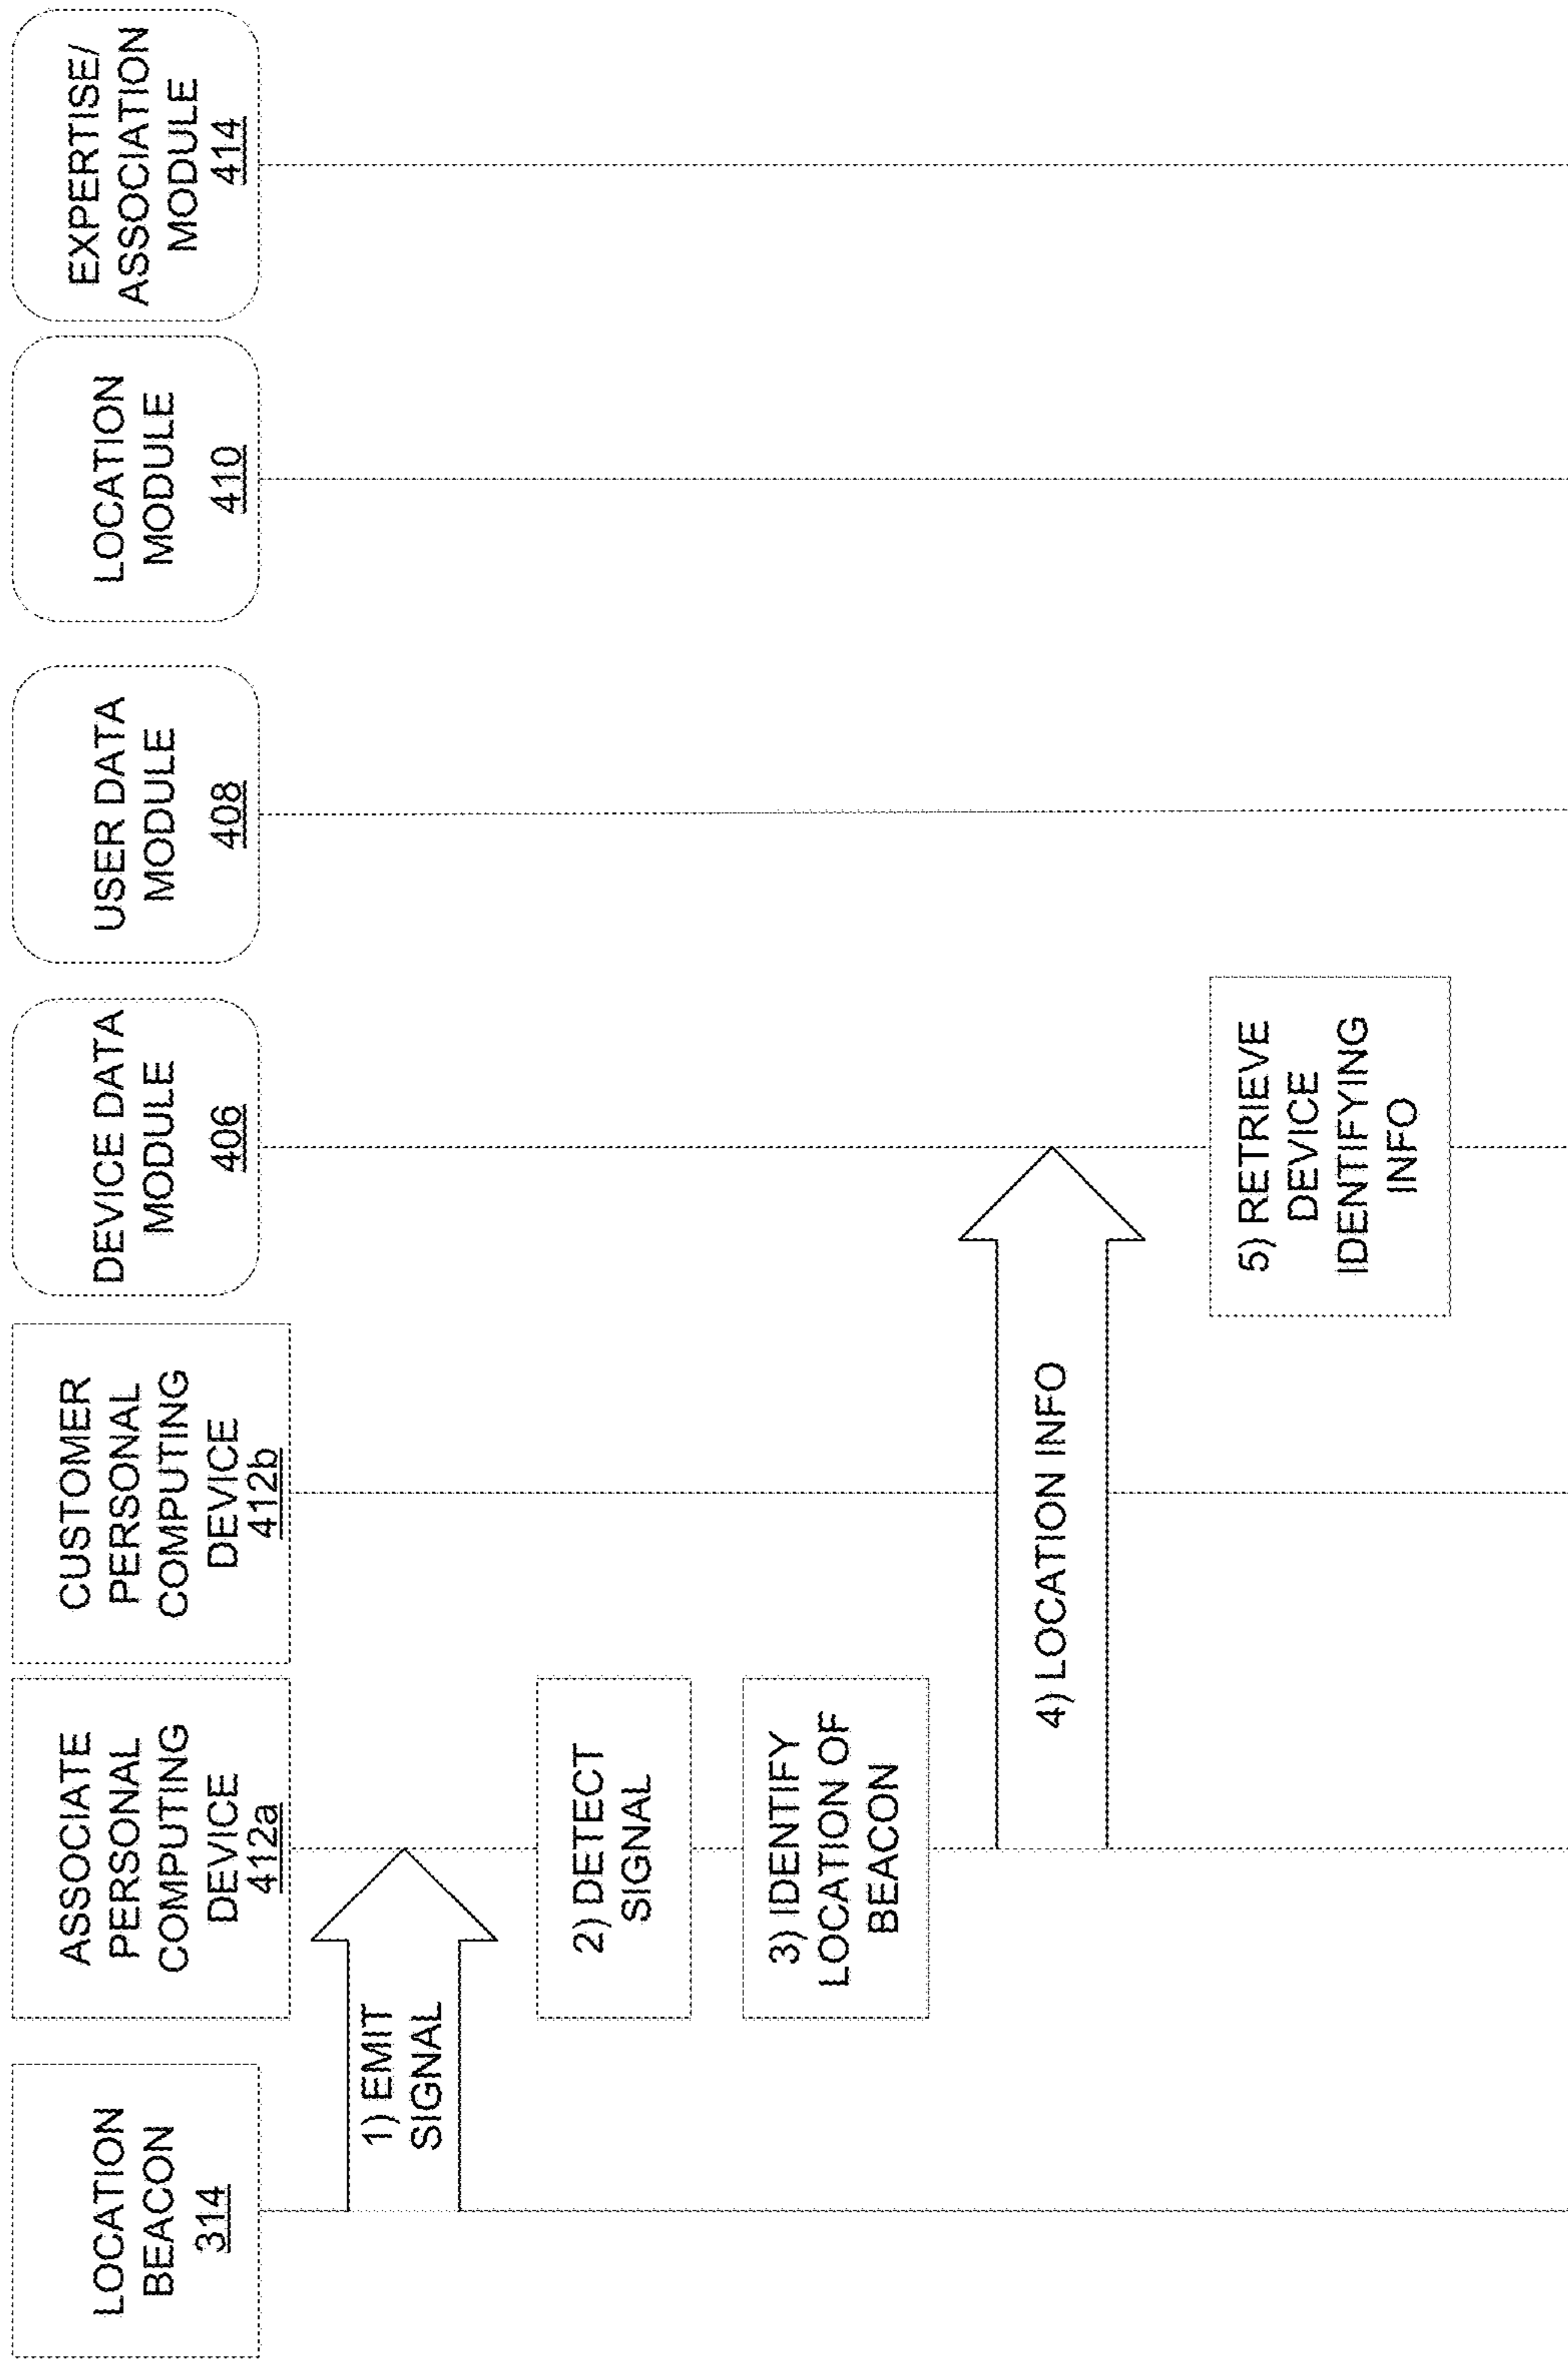 LOCATION
BEACON
314
ASSOCIATE
PERSONAL
COMPUTING
DEVICE
412a
CUSTOMER
PERSONAL
COMPUTING
DEVICE
412b
DEVICE DATA
MODULE
406
USER DATA
MODULE
408
LOCATION
MODULE
410
EXPERTISE/
ASSOCIATION
MODULE
414
1) EMIT
SIGNAL
2) DETECT
SIGNAL
3) IDENTIFY
LOCATION OF
BEACON
4) LOCATION INFO
5) RETRIEVE
DEVICE
IDENTIFYING
INFO